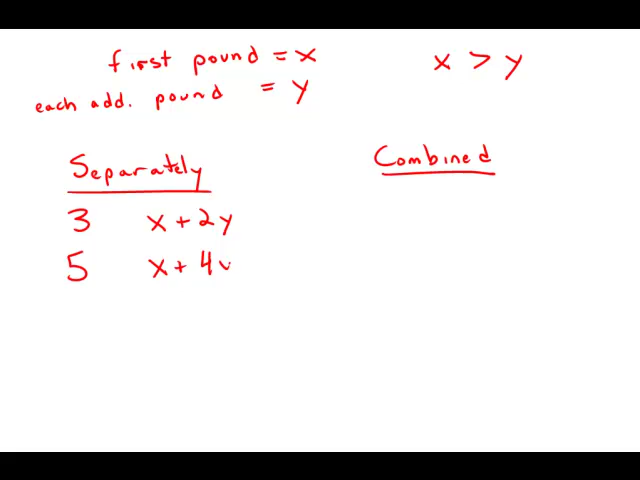 first pound = x
x > y
each add. pound = y
Separately
Combined
3 x + 2y
5 x + 4